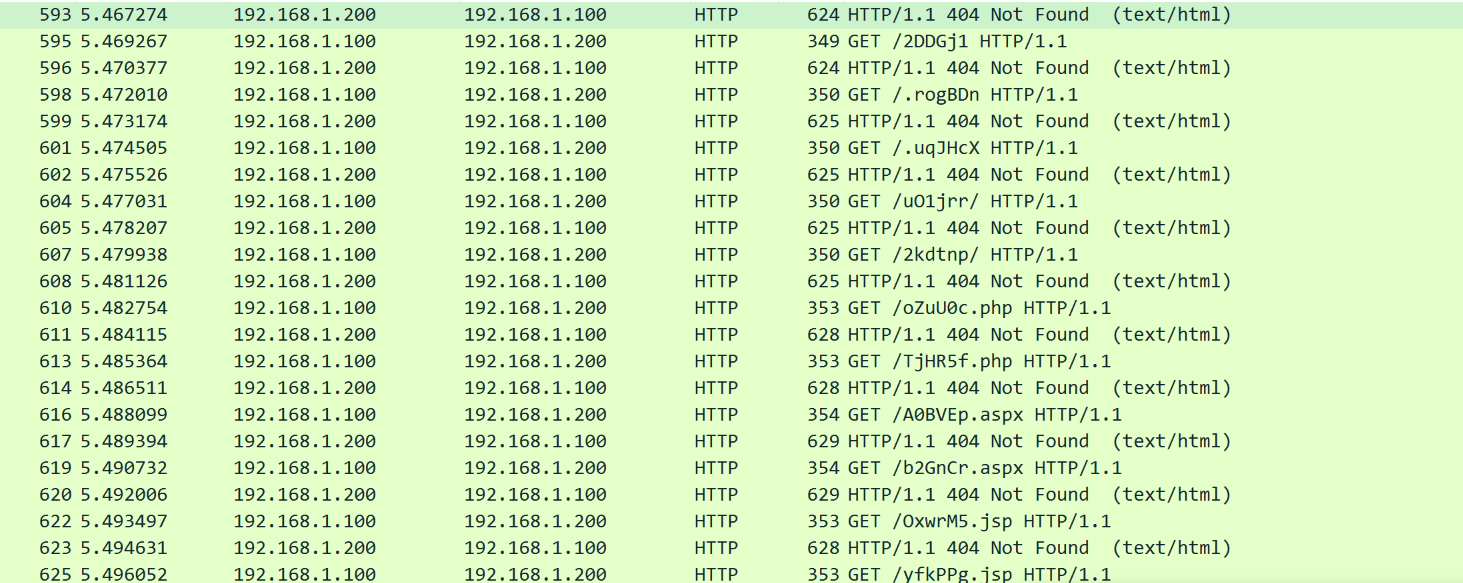 593 5.467274 192.168.1.200 192.168.1.100 HTTP 624 HTTP/1.1 404 Not Found (text/html)
595 5.469267 192.168.1.100 192.168.1.200 HTTP 349 GET /2DDGj1 HTTP/1.1
596 5.470377 192.168.1.200 192.168.1.100 HTTP 624 HTTP/1.1 404 Not Found (text/html)
598 5.472010 192.168.1.100 192.168.1.200 HTTP 350 GET /.rogBDn HTTP/1.1
599 5.473174 192.168.1.200 192.168.1.100 HTTP 625 HTTP/1.1 404 Not Found (text/html)
601 5.474505 192.168.1.100 192.168.1.200 HTTP 350 GET /.uqJHcX HTTP/1.1
602 5.475526 192.168.1.200 192.168.1.100 HTTP 625 HTTP/1.1 404 Not Found (text/html)
604 5.477031 192.168.1.100 192.168.1.200 HTTP 350 GET /uO1jrr/ HTTP/1.1
605 5.478207 192.168.1.200 192.168.1.100 HTTP 625 HTTP/1.1 404 Not Found (text/html)
607 5.479938 192.168.1.100 192.168.1.200 HTTP 350 GET /2kdtnp/ HTTP/1.1
608 5.481126 192.168.1.200 192.168.1.100 HTTP 625 HTTP/1.1 404 Not Found (text/html)
610 5.482754 192.168.1.100 192.168.1.200 HTTP 353 GET /oZuU0c.php HTTP/1.1
611 5.484115 192.168.1.200 192.168.1.100 HTTP 628 HTTP/1.1 404 Not Found (text/html)
613 5.485364 192.168.1.100 192.168.1.200 HTTP 353 GET /TjHR5f.php HTTP/1.1
614 5.486511 192.168.1.200 192.168.1.100 HTTP 628 HTTP/1.1 404 Not Found (text/html)
616 5.488099 192.168.1.100 192.168.1.200 HTTP 354 GET /A0BVEp.aspx HTTP/1.1
617 5.489394 192.168.1.200 192.168.1.100 HTTP 629 HTTP/1.1 404 Not Found (text/html)
619 5.490732 192.168.1.100 192.168.1.200 HTTP 354 GET /b2GnCr.aspx HTTP/1.1
620 5.492006 192.168.1.200 192.168.1.100 HTTP 629 HTTP/1.1 404 Not Found (text/html)
622 5.493497 192.168.1.100 192.168.1.200 HTTP 353 GET /OxwrM5.jsp HTTP/1.1
623 5.494631 192.168.1.200 192.168.1.100 HTTP 628 HTTP/1.1 404 Not Found (text/html)
625 5.496052 192.168.1.100 192.168.1.200 HTTP 353 GET /yfkPPg.jsp HTTP/1.1